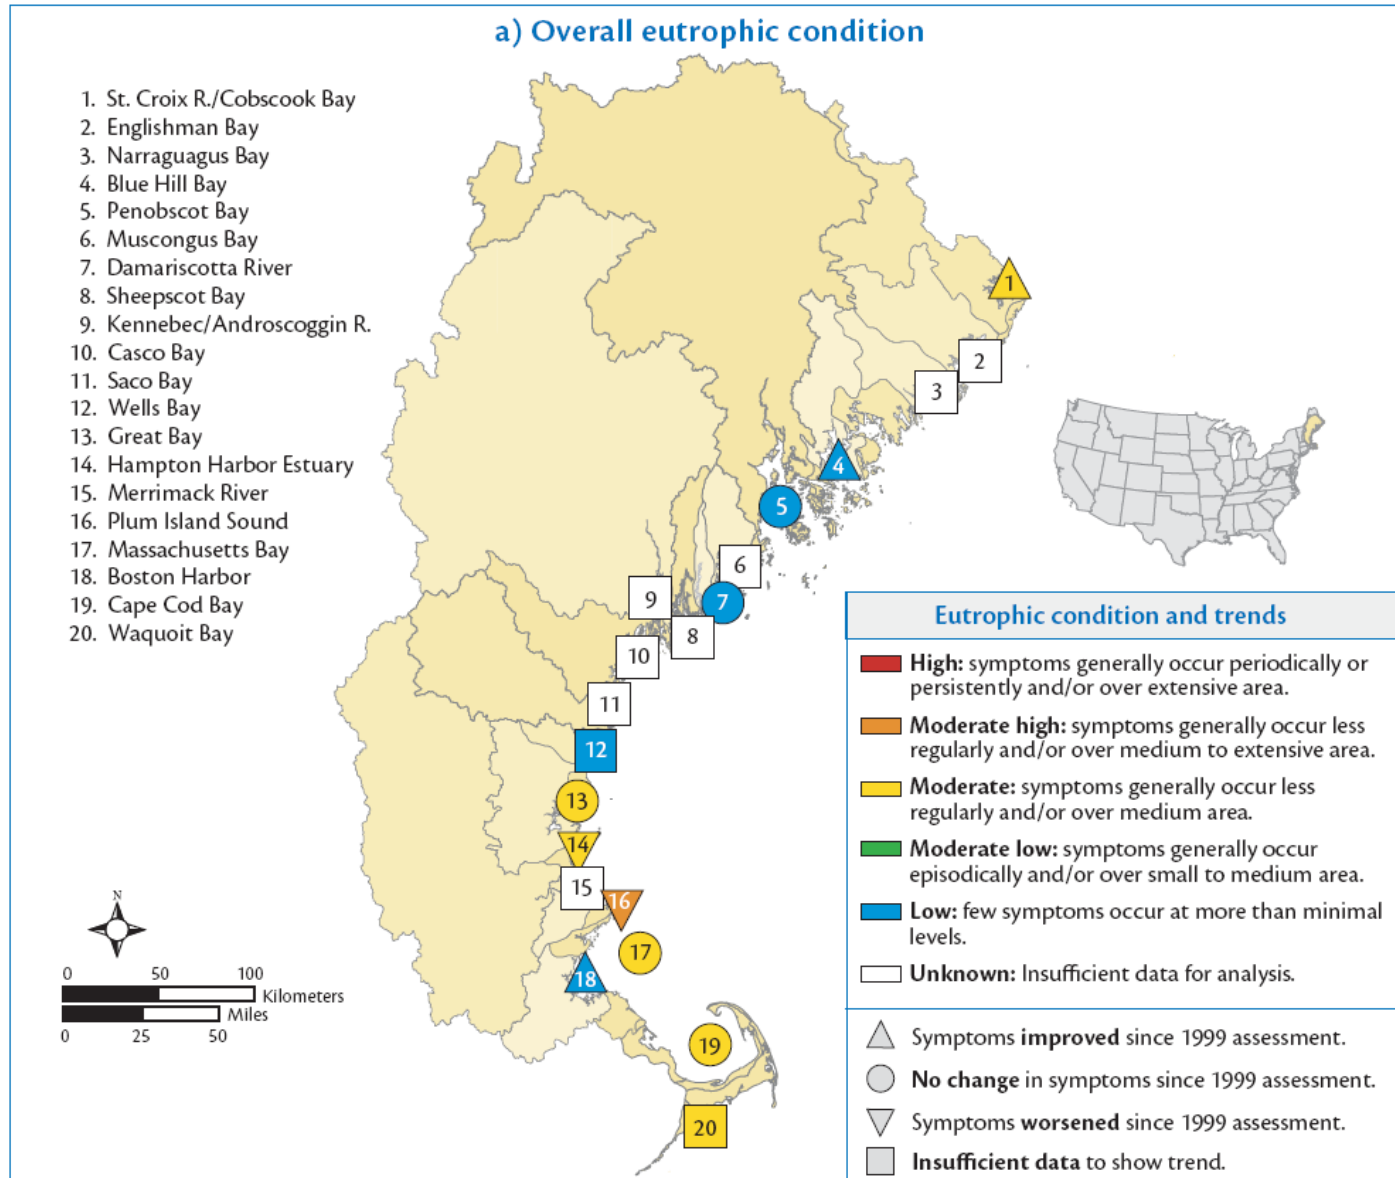 a) Overall eutrophic condition
1. St. Croix R./Cobscook Bay
2. Englishman Bay
3. Narraguagus Bay
4. Blue Hill Bay
5. Penobscot Bay
6. Muscongus Bay
7. Damariscotta River
8. Sheepscot Bay
9. Kennebec/Androscoggin R.
10. Casco Bay
11. Saco Bay
12. Wells Bay
13. Great Bay
14. Hampton Harbor Estuary
15. Merrimack River
16. Plum Island Sound
17. Massachusetts Bay
18. Boston Harbor
19. Cape Cod Bay
20. Waquoit Bay
1
2
3
4
5
6
7
8
9
10
11
12
13
14
15
16
17
18
19
20
N
0 50 100
Kilometers
Miles
0 25 50
Eutrophic condition and trends
High: symptoms generally occur periodically or
persistently and/or over extensive area.
Moderate high: symptoms generally occur less
regularly and/or over medium to extensive area.
Moderate: symptoms generally occur less
regularly and/or over medium area.
Moderate low: symptoms generally occur
episodically and/or over small to medium area.
Low: few symptoms occur at more than minimal
levels.
Unknown: Insufficient data for analysis.
Symptoms improved since 1999 assessment.
No change in symptoms since 1999 assessment.
Symptoms worsened since 1999 assessment.
Insufficient data to show trend.